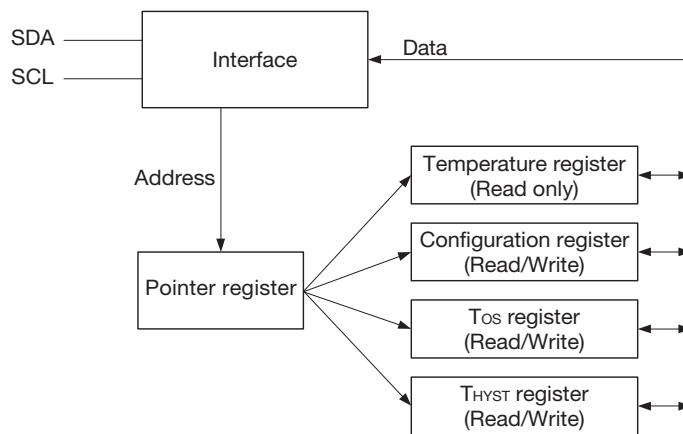 SDA
SCL
Interface
Data
Address
Pointer register
Temperature register
(Read only)
Configuration register
(Read/Write)
TOS register
(Read/Write)
THYST register
(Read/Write)